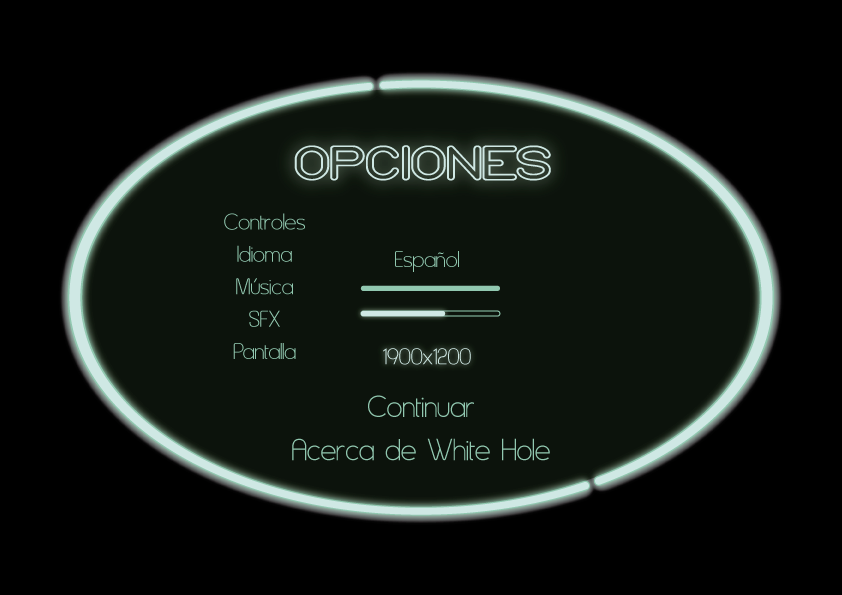 OPCIONES
Controles
Idioma
Español
Música
SFX
Pantalla
1900x1200
Continuar
Acerca de White Hole